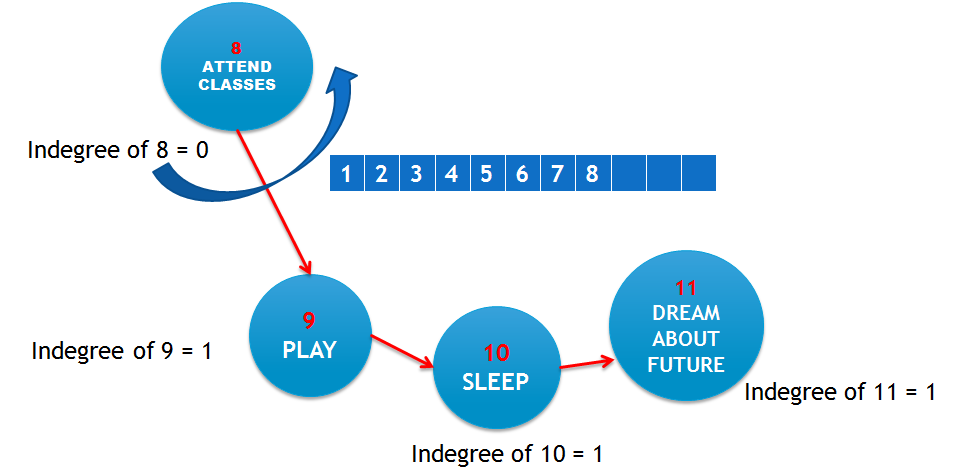 8
ATTEND
CLASSES
Indegree of 8 = 0
1 2 3 4 5 6 7 8
9
PLAY
Indegree of 9 = 1
10
SLEEP
Indegree of 10 = 1
11
DREAM
ABOUT
FUTURE
Indegree of 11 = 1